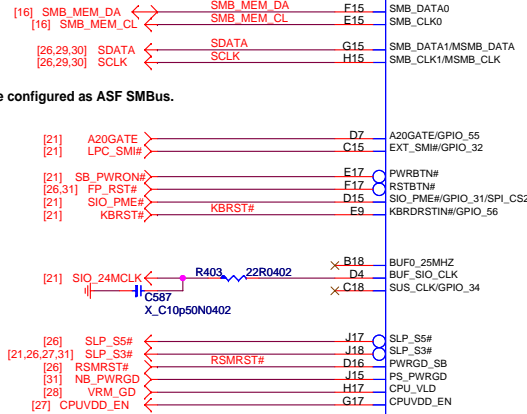 [16] SMB_MEM_DA SMB_MEM_DA F15 SMB_DATA0
[16] SMB_MEM_CL SMB_MEM_CL E15 SMB_CLK0
[26,29,30] SDATA SDATA G15 SMB_DATA1/MSMB_DATA
[26,29,30] SCLK SCLK H15 SMB_CLK1/MSMB_CLK
e configured as ASF SMBus.
[21] A20GATE D7 A20GATE/GPIO_55
[21] LPC_SMI# C15 EXT_SMI#/GPIO_32
[21] SB_PWRON# E17 PWRBTN#
[26,31] FP_RST# F17 RSTBTN#
[21] SIO_PME# D15 SIO_PME#/GPIO_31/SPI_CS2
[21] KBRST# KBRST# E9 KBRDRSTIN#/GPIO_56
B18 BUF0_25MHZ
[21] SIO_24MCLK R403 22R0402 D4 BUF_SIO_CLK
C18 SUS_CLK/GPIO_34
C587
X_C10p50N0402
[26] SLP_S5# J17 SLP_S5#
[21,26,27,31] SLP_S3# J18 SLP_S3#
[26] RSMRST# RSMRST# D16 PWRGD_SB
[31] NB_PWRGD J15 PS_PWRGD
[28] VRM_GD H17 CPU_VLD
[27] CPUVDD_EN G17 CPUVDD_EN